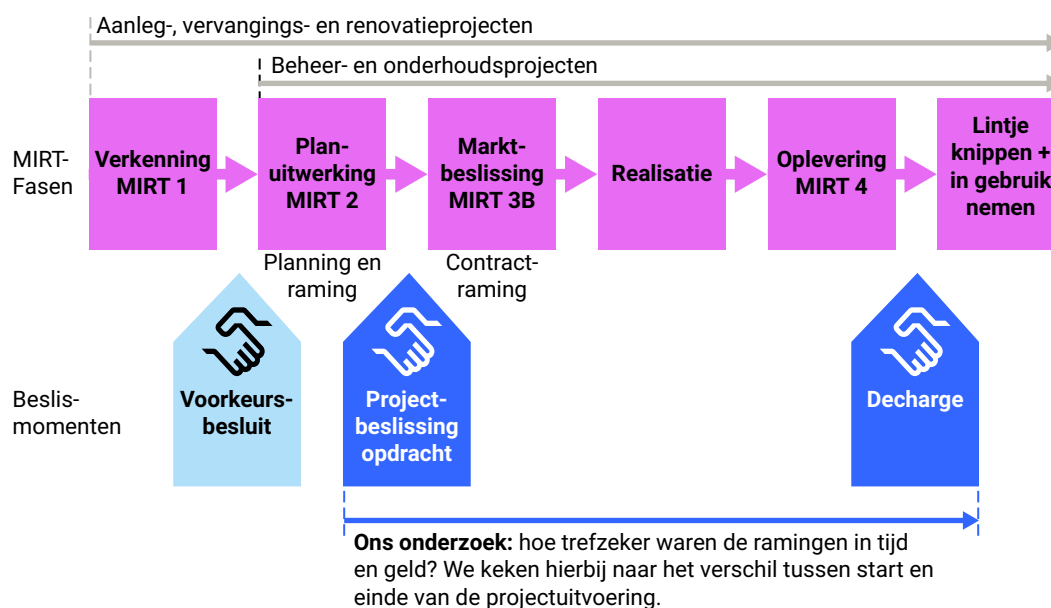 Aanleg-, vervangings- en renovatieprojecten
Beheer- en onderhoudsprojecten
MIRT-
Fasen
Verkenning
MIRT 1
Plan-
uitwerking
MIRT 2
Markt-
beslissing
MIRT 3B
Realisatie
Oplevering
MIRT 4
Lintje
knippen +
in gebruik
nemen
Planning en
raming
Contract-
raming
Beslis-
momenten
Voorkeurs-
besluit
Project-
beslissing
opdracht
Decharge
Ons onderzoek: hoe trefzeker waren de ramingen in tijd
en geld? We keken hierbij naar het verschil tussen start en
einde van de projectuitvoering.